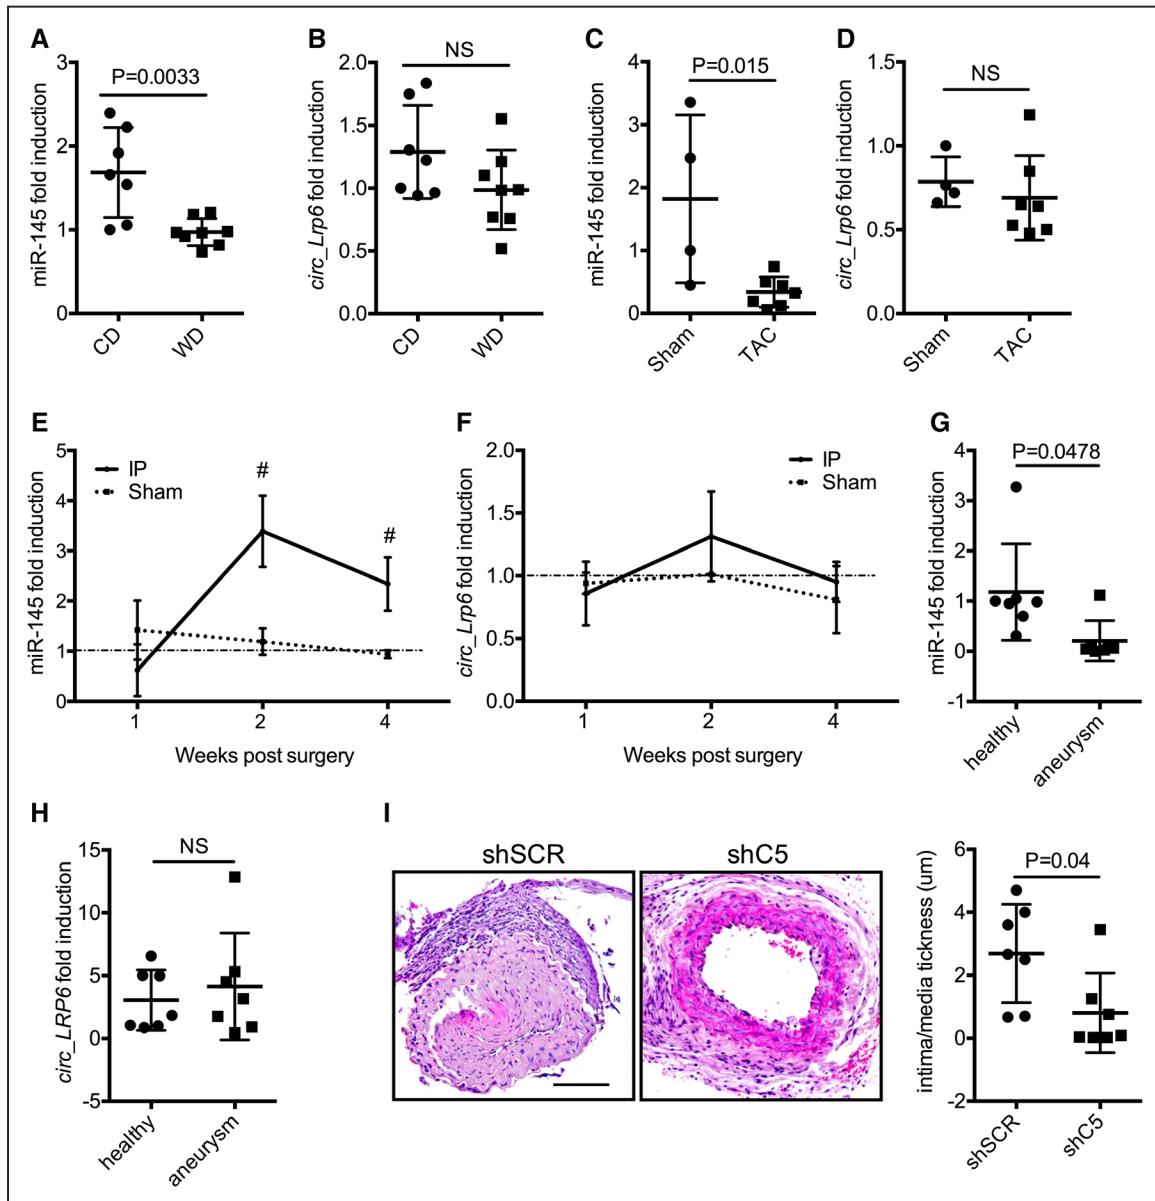 A
miR-145 fold induction
3
2
1
0
P=0.0033
CD
WD
B
circ_Lrp6 fold induction
2.0
1.5
1.0
0.5
0.0
NS
CD
WD
C
miR-145 fold induction
4
3
2
1
0
P=0.015
Sham
TAC
D
circ_Lrp6 fold induction
1.5
1.0
0.5
0.0
NS
Sham
TAC
E
miR-145 fold induction
5
4
3
2
1
0
IP
Sham
#
#
1
2
4
Weeks post surgery
F
circ_Lrp6 fold induction
2.0
1.5
1.0
0.5
0.0
IP
Sham
1
2
4
Weeks post surgery
G
miR-145 fold induction
4
3
2
1
0
-1
P=0.0478
healthy
aneurysm
H
circ_LRP6 fold induction
15
10
5
0
-5
NS
healthy
aneurysm
I
shSCR
shC5
intima/media tickness (um)
6
4
2
0
-2
P=0.04
shSCR
shC5